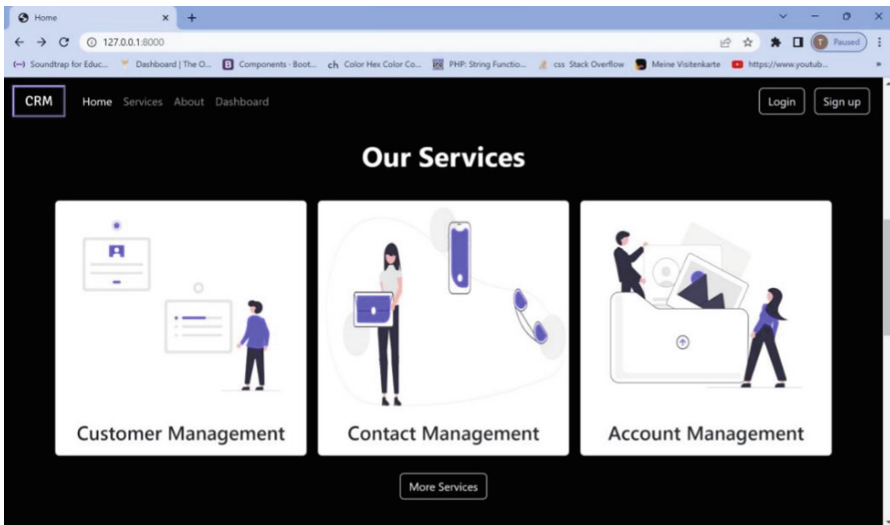 Home
127.0.0.1:8000
T Paused
Soundtrap for Educ... Dashboard | The O... B Components · Boot... ch Color Hex Color Co... PHP: String Functio... css Stack Overflow Meine Visitenkarte https://www.youtub... »
CRM Home Services About Dashboard Login Sign up
Our Services
Customer Management Contact Management Account Management
More Services